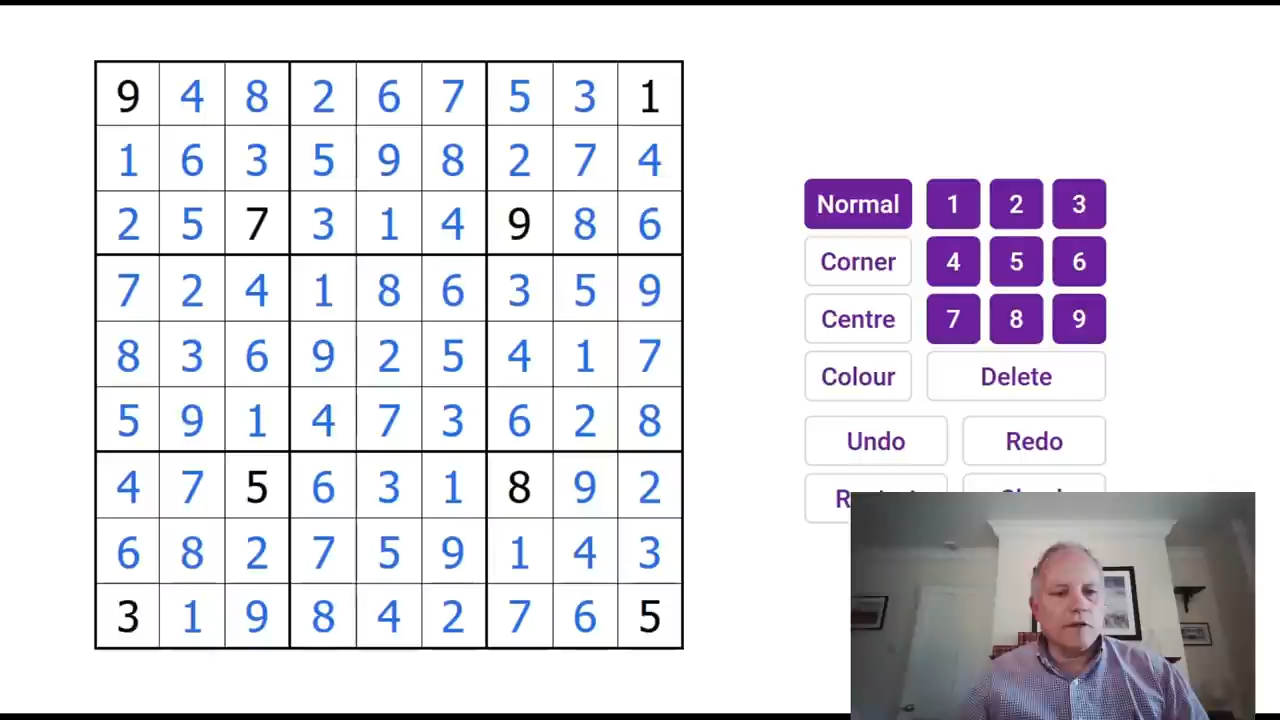 9 4 8 2 6 7 5 3 1
1 6 3 5 9 8 2 7 4
2 5 7 3 1 4 9 8 6
7 2 4 1 8 6 3 5 9
8 3 6 9 2 5 4 1 7
5 9 1 4 7 3 6 2 8
4 7 5 6 3 1 8 9 2
6 8 2 7 5 9 1 4 3
3 1 9 8 4 2 7 6 5
Normal 1 2 3
Corner 4 5 6
Centre 7 8 9
Colour Delete
Undo Redo